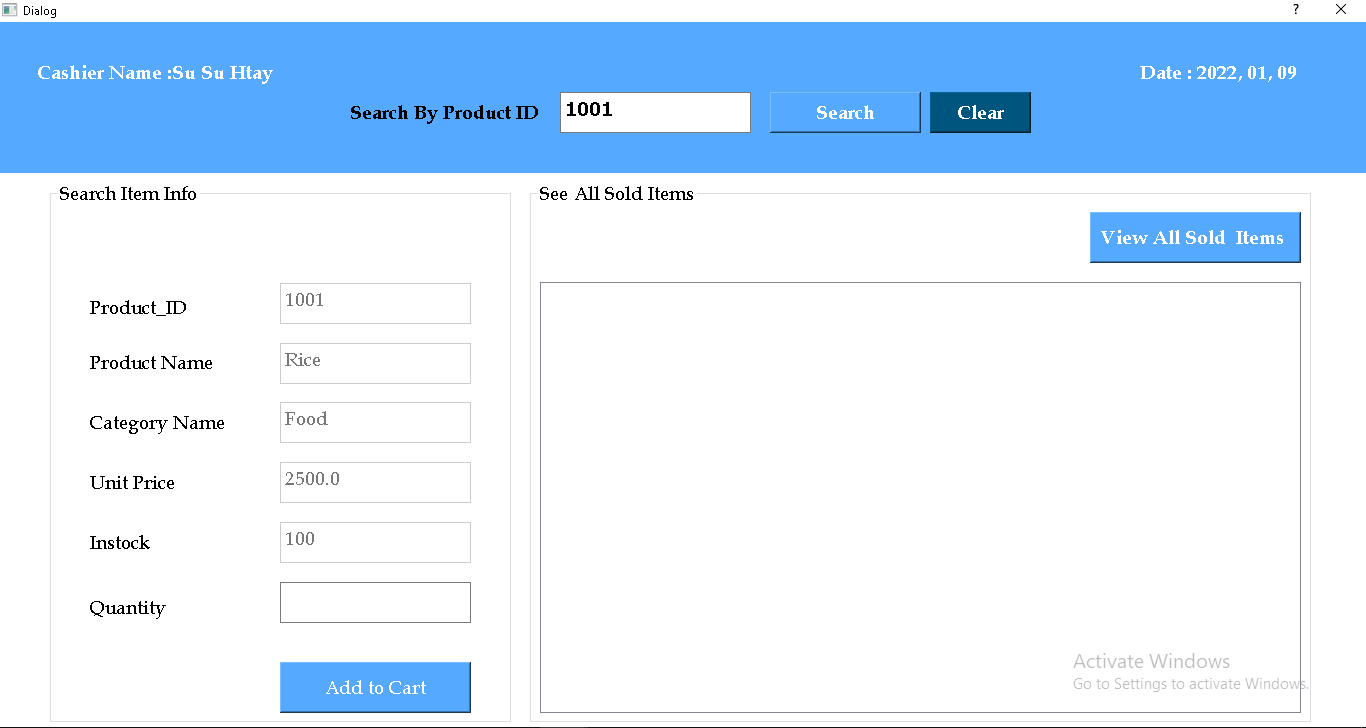 Dialog
?
Cashier Name :Su Su Htay
Date : 2022, 01, 09
Search By Product ID 1001 Search Clear
Search Item Info
See All Sold Items
View All Sold Items
Product_ID 1001
Product Name Rice
Category Name Food
Unit Price 2500.0
Instock 100
Quantity
Add to Cart
Activate Windows
Go to Settings to activate Windows.